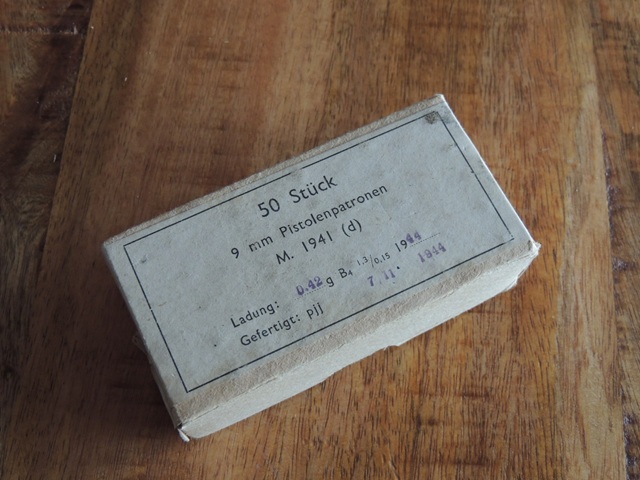 50 Stück
9 mm Pistolenpatronen
M. 1941 (d)
Ladung: 0.42 g B4 1,3/0,15 1944
Gefertigt: pjj 7. 11. 1944